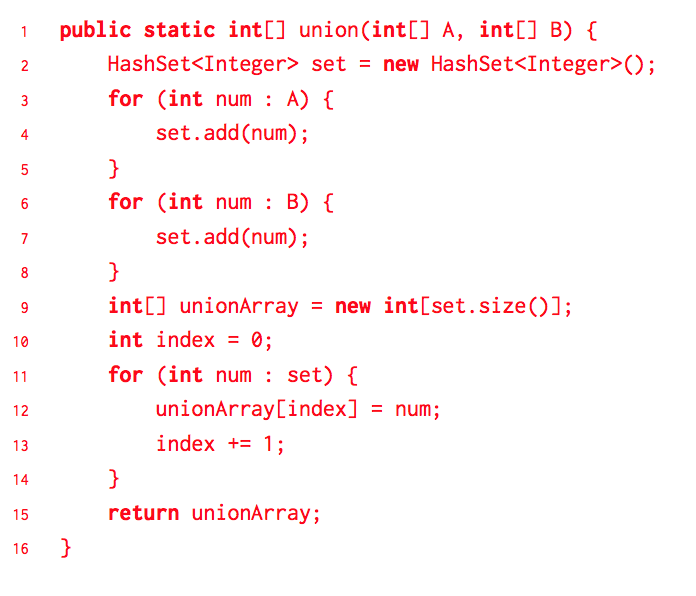 1 public static int[] union(int[] A, int[] B) {
2     HashSet<Integer> set = new HashSet<Integer>();
3     for (int num : A) {
4         set.add(num);
5     }
6     for (int num : B) {
7         set.add(num);
8     }
9     int[] unionArray = new int[set.size()];
10     int index = 0;
11     for (int num : set) {
12         unionArray[index] = num;
13         index += 1;
14     }
15     return unionArray;
16 }